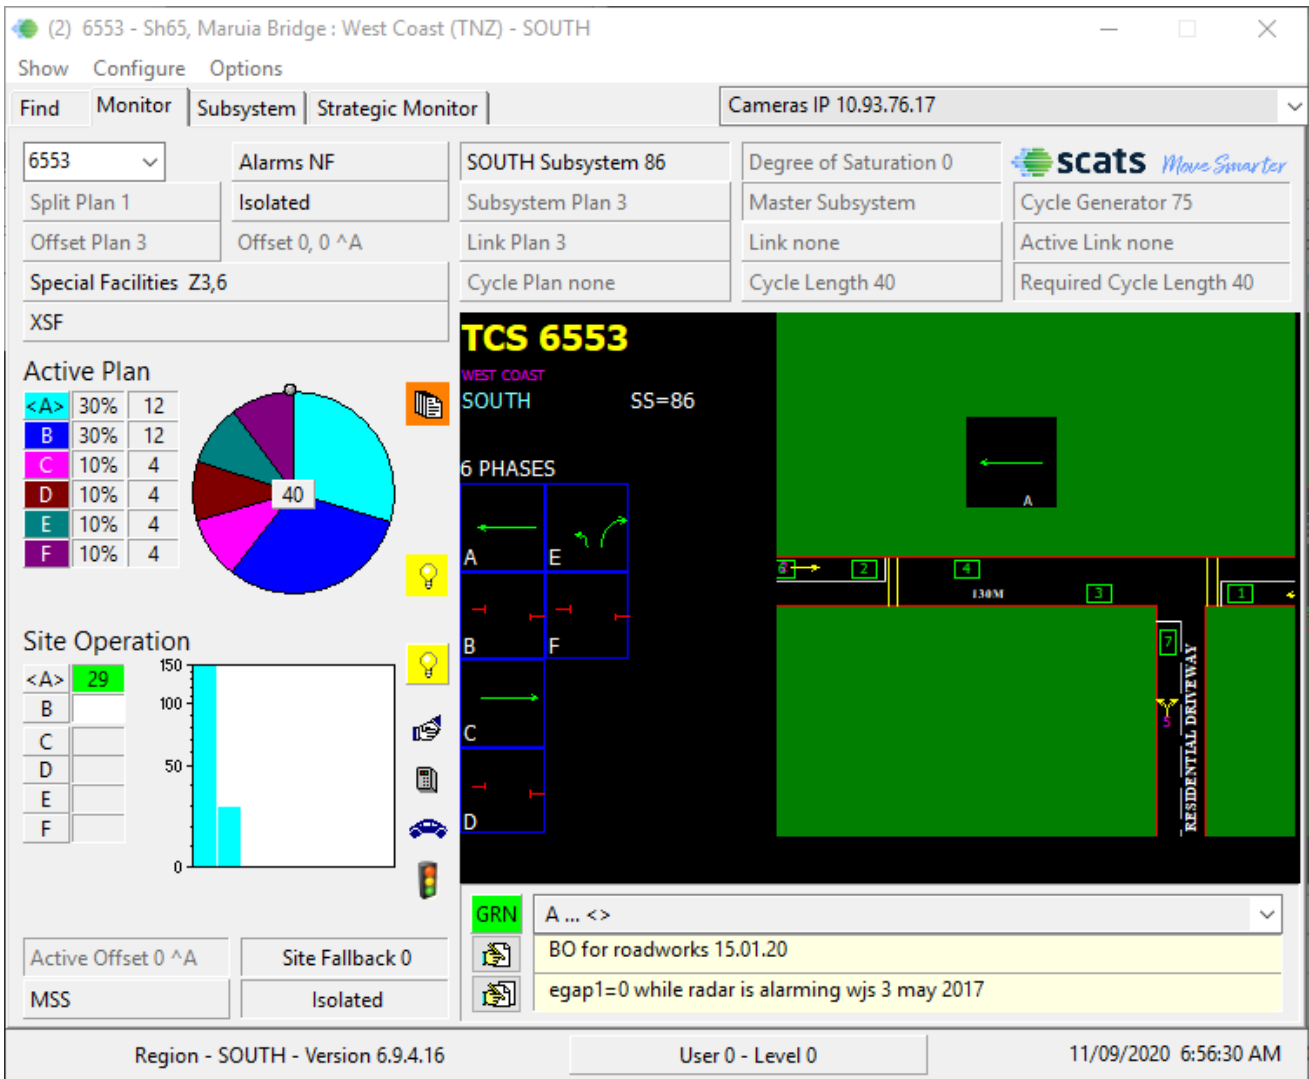 (2) 6553 - Sh65, Maruia Bridge : West Coast (TNZ) - SOUTH
Show Configure Options
Find Monitor Subsystem Strategic Monitor Cameras IP 10.93.76.17
6553 Alarms NF SOUTH Subsystem 86 Degree of Saturation 0 scats Move Smarter
Split Plan 1 Isolated Subsystem Plan 3 Master Subsystem Cycle Generator 75
Offset Plan 3 Offset 0, 0 ^A Link Plan 3 Link none Active Link none
Special Facilities Z3,6 Cycle Plan none Cycle Length 40 Required Cycle Length 40
XSF
Active Plan
<A> 30% 12
B 30% 12
C 10% 4
D 10% 4
E 10% 4
F 10% 4
40
Site Operation
<A> 29
B
C
D
E
F
150
100
50
0
TCS 6553
WEST COAST
SOUTH SS=86
6 PHASES
A E
B F
C
D
A
2 4
130M 3 1
7
5
RESIDENTIAL DRIVEWAY
GRN A ... <>
BO for roadworks 15.01.20
egap1=0 while radar is alarming wjs 3 may 2017
Active Offset 0 ^A Site Fallback 0
MSS Isolated
Region - SOUTH - Version 6.9.4.16 User 0 - Level 0 11/09/2020 6:56:30 AM